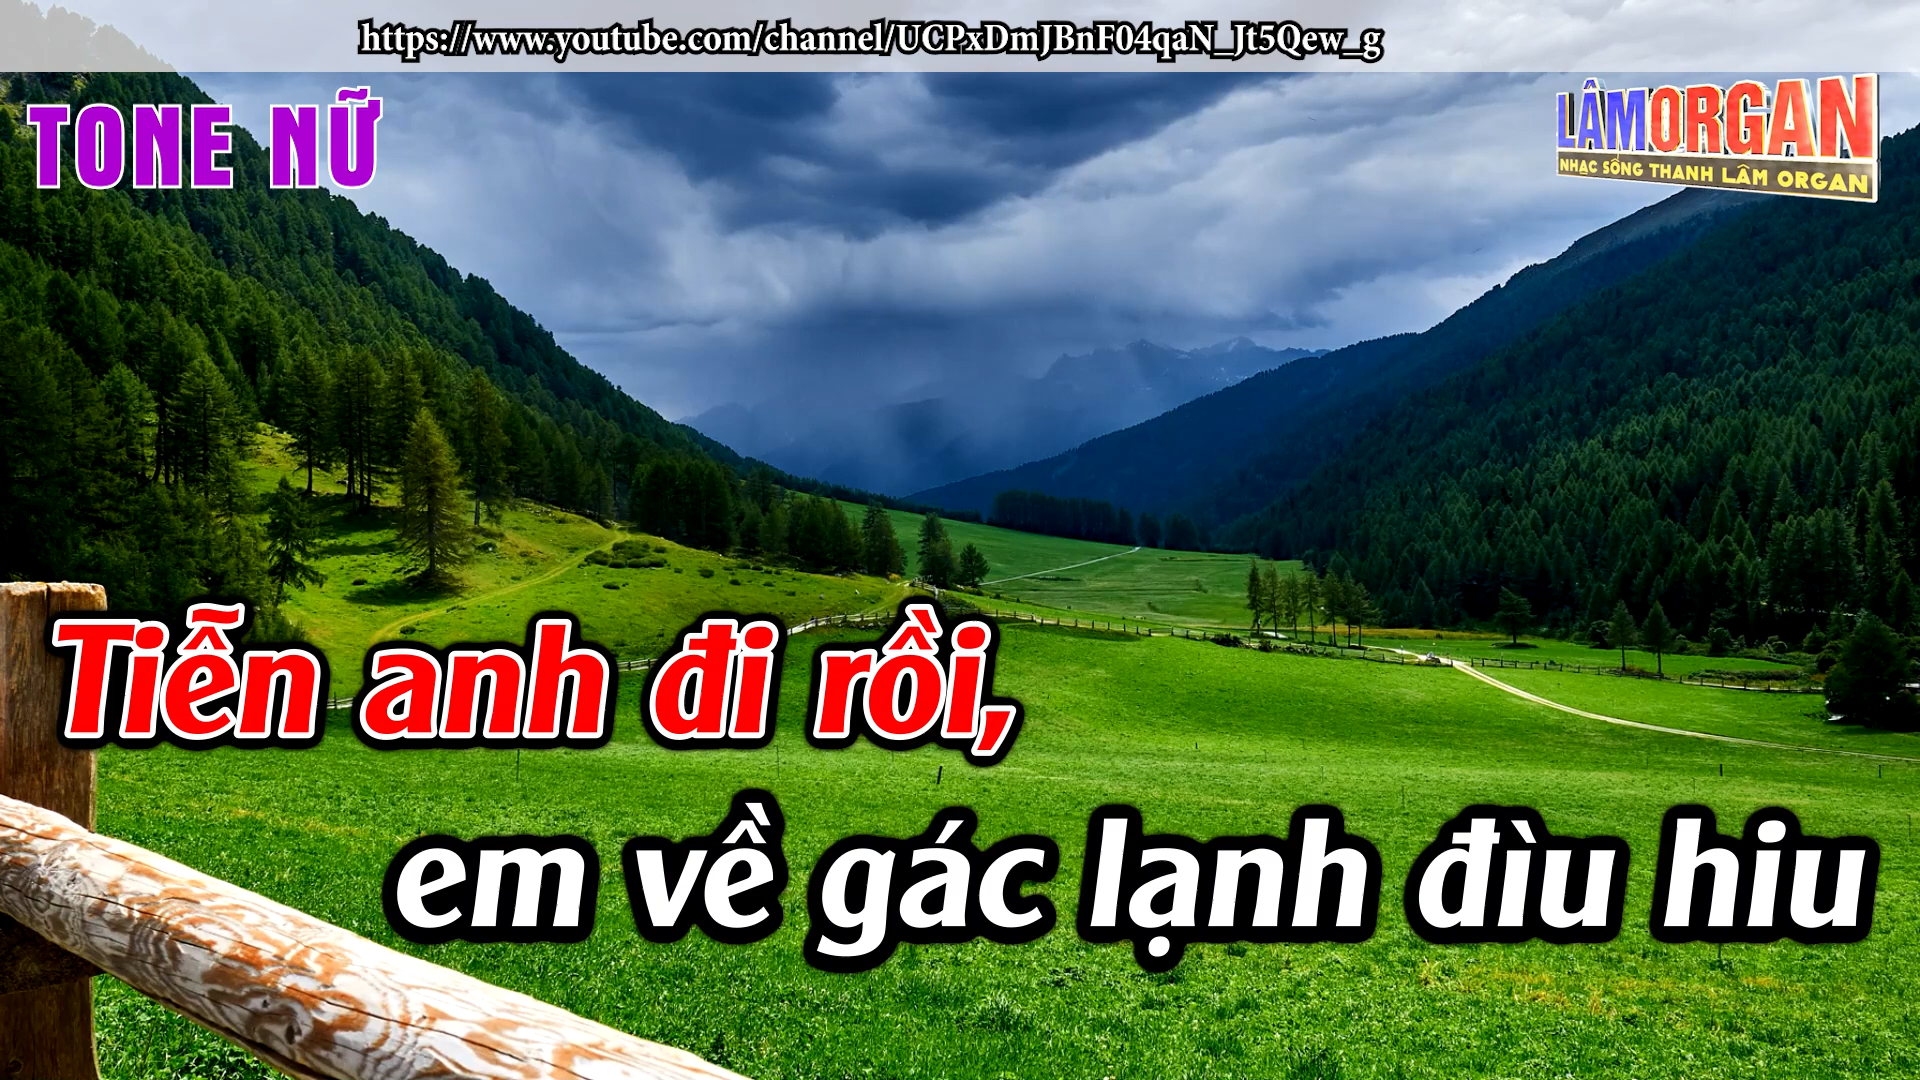 https://www.youtube.com/channel/UCPxDmJBnF04qaN_Jt5Qew_g
TONE NỮ
LÂMORGAN
NHẠC SỐNG THANH LÂM ORGAN
Tiễn anh đi rồi,
em về gác lạnh đìu hiu